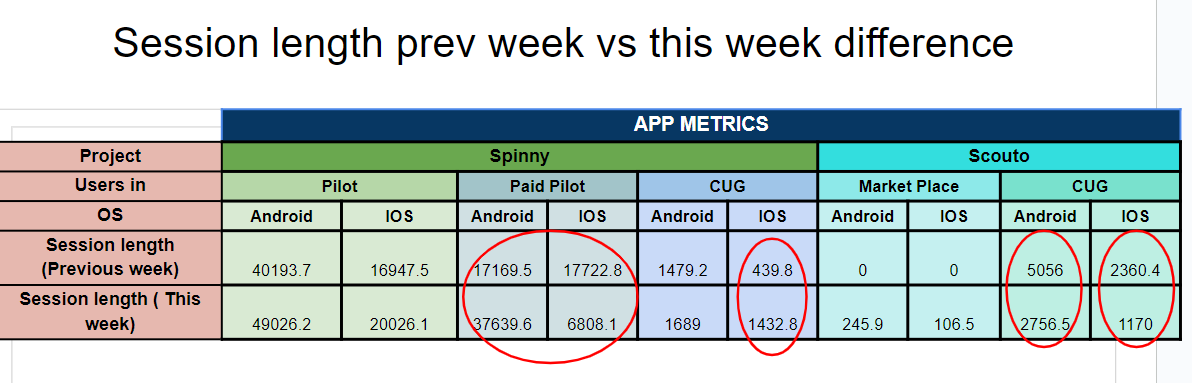 Session length prev week vs this week difference
APP METRICS
Project Spinny Scouto
Users in Pilot Paid Pilot CUG Market Place CUG
OS Android IOS Android IOS Android IOS Android IOS Android IOS
Session length
(Previous week) 40193.7 16947.5 17169.5 17722.8 1479.2 439.8 0 0 5056 2360.4
Session length ( This
week) 49026.2 20026.1 37639.6 6808.1 1689 1432.8 245.9 106.5 2756.5 1170